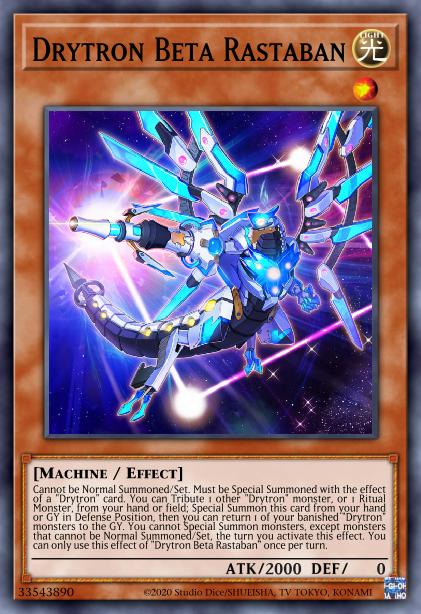 DRYTRON BETA RASTABAN
LIGHT
光
[MACHINE / EFFECT]
Cannot be Normal Summoned/Set. Must be Special Summoned with the effect
of a "Drytron" card. You can Tribute 1 other "Drytron" monster, or 1 Ritual
Monster, from your hand or field; Special Summon this card from your hand
or GY in Defense Position, then you can return 1 of your banished "Drytron"
monsters to the GY. You cannot Special Summon monsters, except monsters
that cannot be Normal Summoned/Set, the turn you activate this effect. You
can only use this effect of "Drytron Beta Rastaban" once per turn.
ATK/2000 DEF/ 0
33543890 ©2020 Studio Dice/SHUEISHA, TV TOKYO, KONAMI